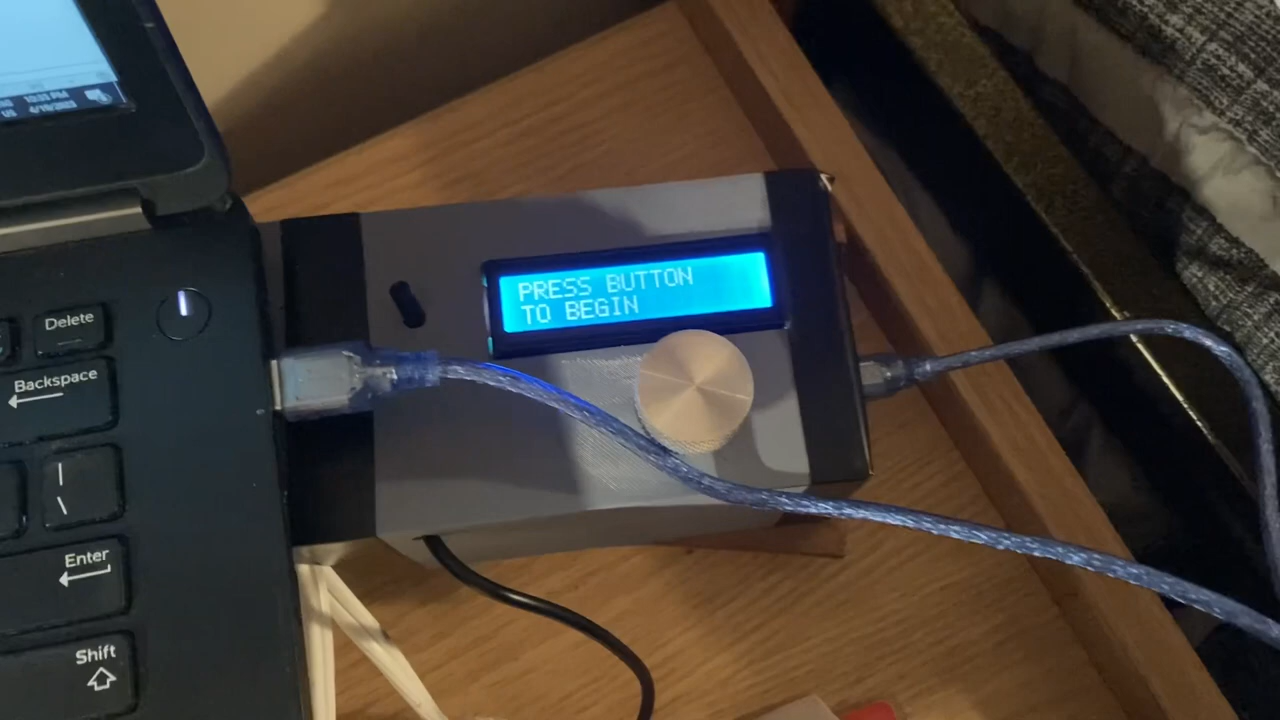 PRESS BUTTON
TO BEGIN
Delete
Backspace
|
\
Enter
Shift